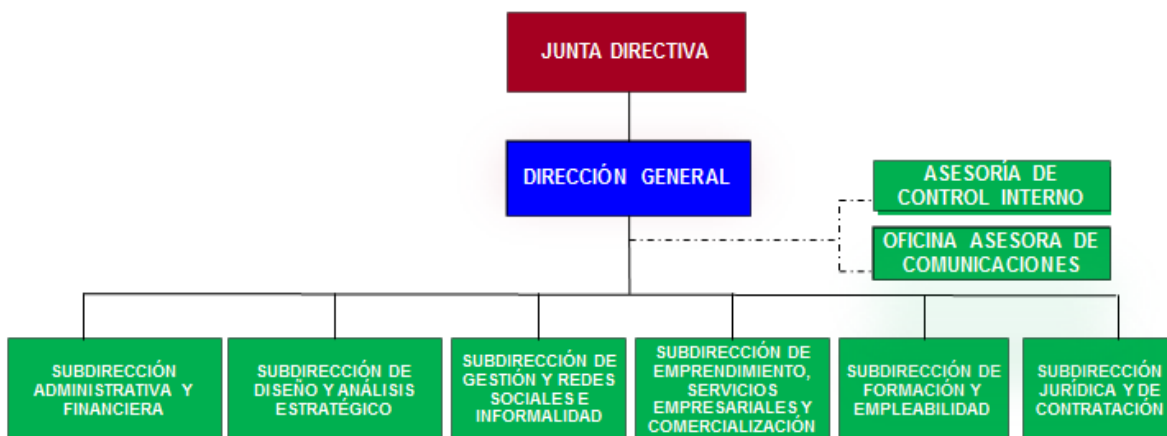 JUNTA DIRECTIVA
DIRECCIÓN GENERAL
ASESORÍA DE
CONTROL INTERNO
OFICINA ASESORA DE
COMUNICACIONES
SUBDIRECCIÓN
ADMINISTRATIVA Y
FINANCIERA
SUBDIRECCIÓN DE
DISEÑO Y ANÁLISIS
ESTRATÉGICO
SUBDIRECCIÓN DE
GESTIÓN Y REDES
SOCIALES E
INFORMALIDAD
SUBDIRECCIÓN DE
EMPRENDIMIENTO,
SERVICIOS
EMPRESARIALES Y
COMERCIALIZACIÓN
SUBDIRECCIÓN DE
FORMACIÓN Y
EMPLEABILIDAD
SUBDIRECCIÓN
JURÍDICA Y DE
CONTRATACIÓN